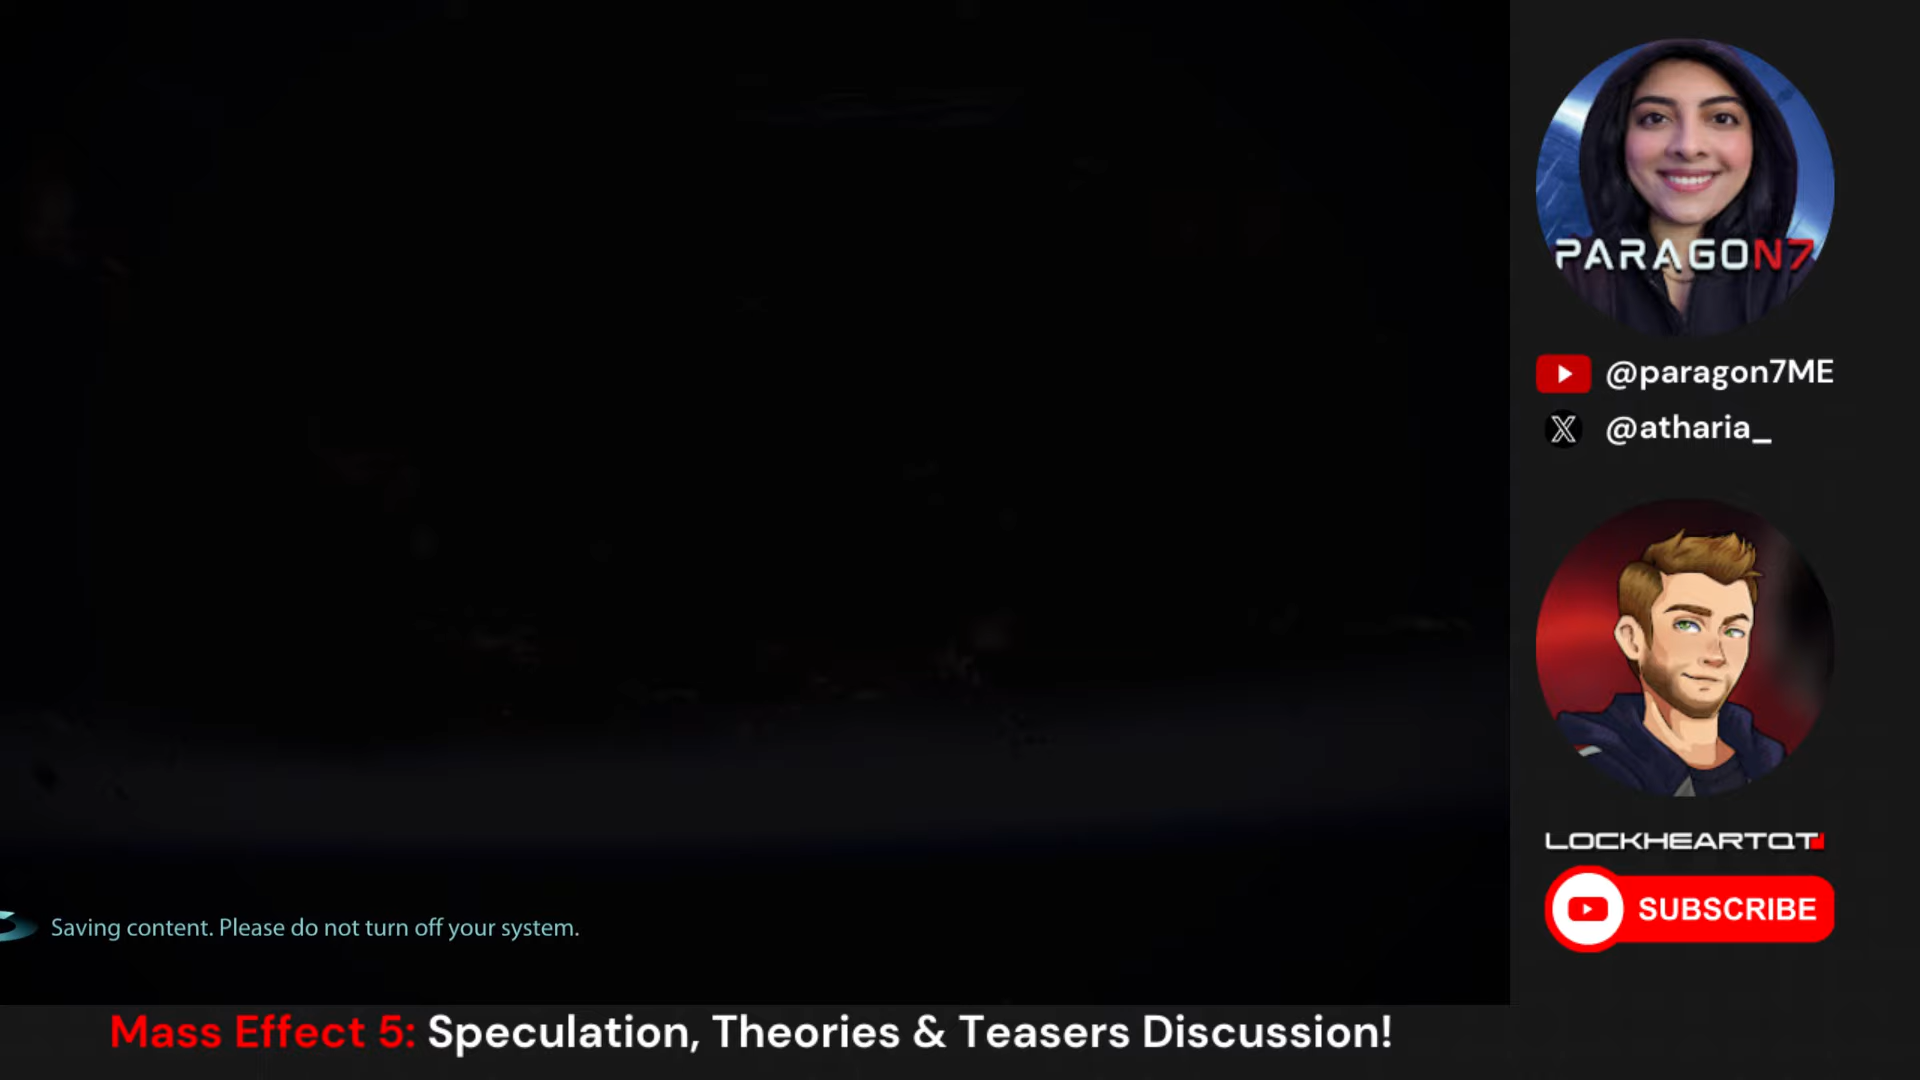 PARAGON7
@paragon7ME
@atharia_
LOCKHEARTQT
SUBSCRIBE
Saving content. Please do not turn off your system.
Mass Effect 5: Speculation, Theories & Teasers Discussion!